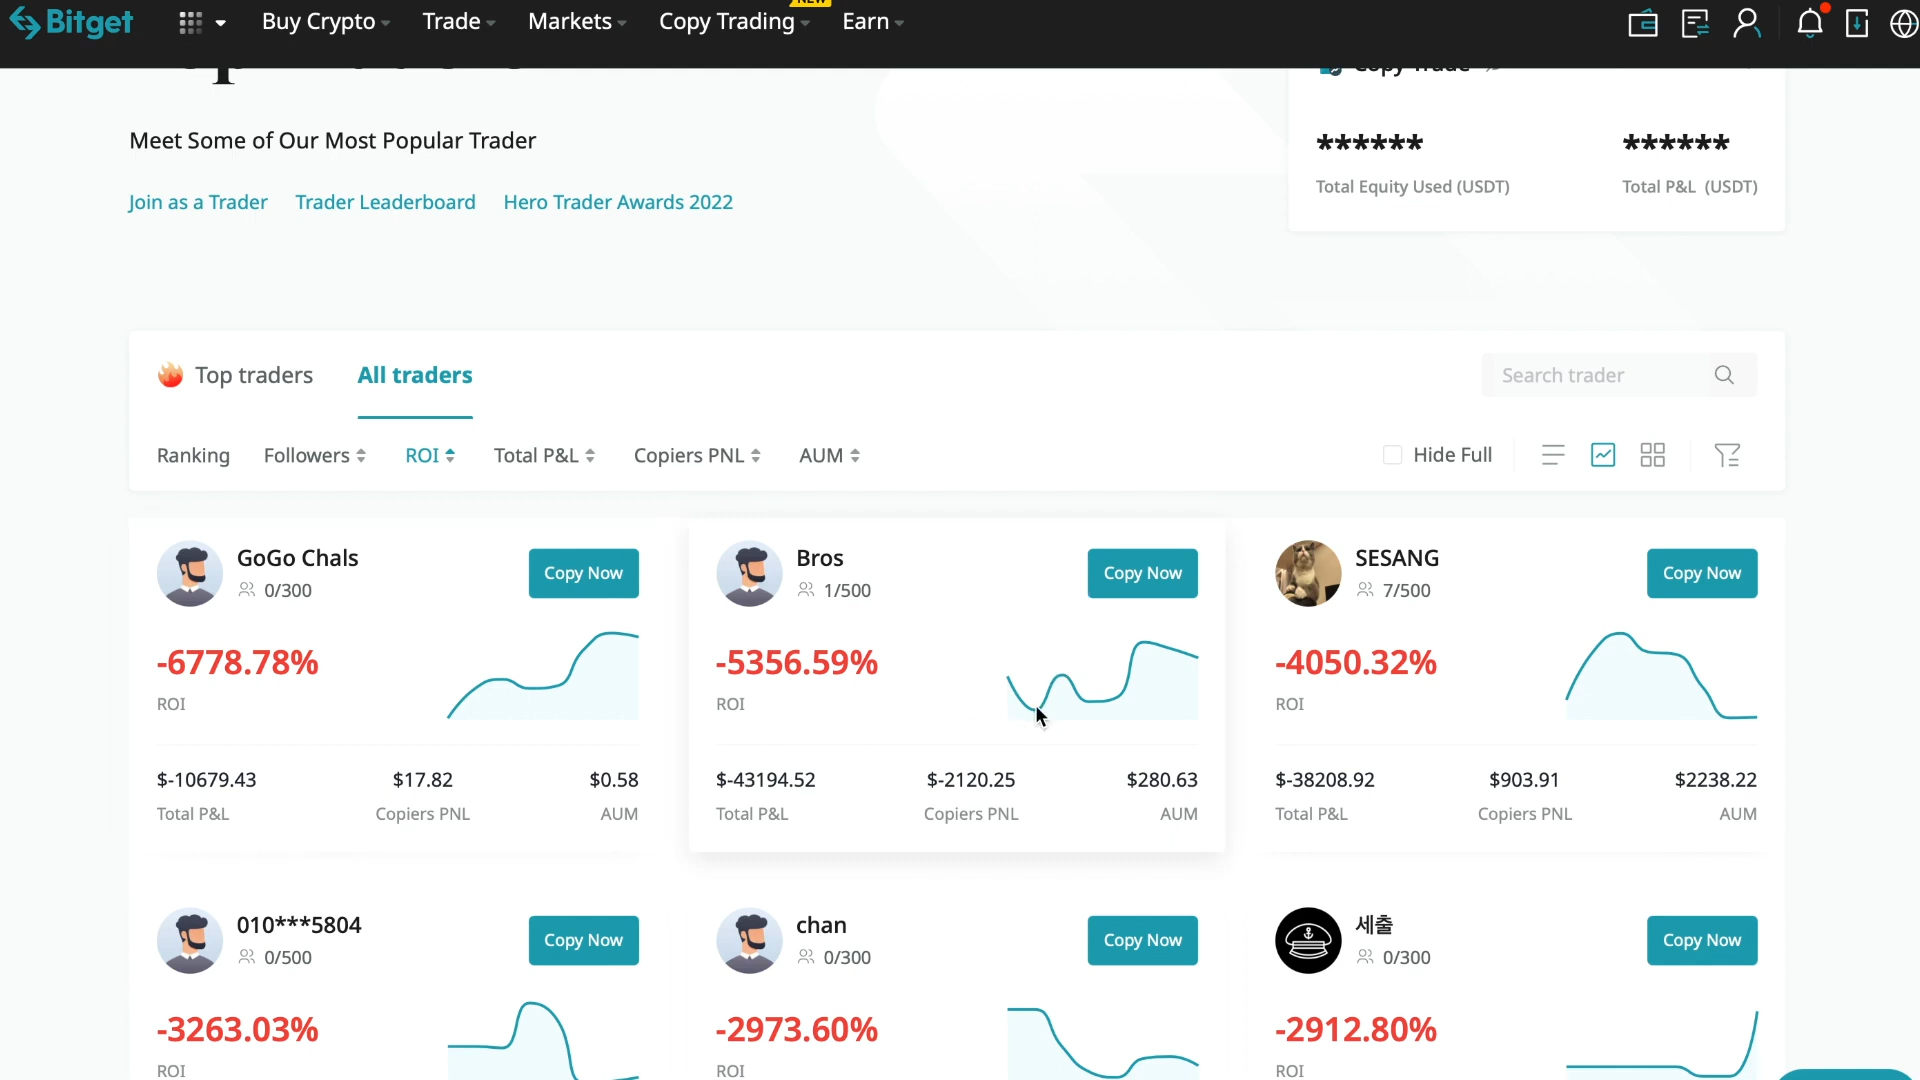 Bitget
Buy Crypto
Trade
Markets
Copy Trading
NEW
Earn
Copy Trade
Meet Some of Our Most Popular Trader
Join as a Trader
Trader Leaderboard
Hero Trader Awards 2022
******
******
Total Equity Used (USDT)
Total P&L (USDT)
Top traders
All traders
Search trader
Ranking
Followers
ROI
Total P&L
Copiers PNL
AUM
Hide Full
GoGo Chals
0/300
Copy Now
-6778.78%
ROI
$-10679.43
$17.82
$0.58
Total P&L
Copiers PNL
AUM
Bros
1/500
Copy Now
-5356.59%
ROI
$-43194.52
$-2120.25
$280.63
Total P&L
Copiers PNL
AUM
SESANG
7/500
Copy Now
-4050.32%
ROI
$-38208.92
$903.91
$2238.22
Total P&L
Copiers PNL
AUM
010***5804
0/500
Copy Now
-3263.03%
ROI
chan
0/300
Copy Now
-2973.60%
ROI
세출
0/300
Copy Now
-2912.80%
ROI